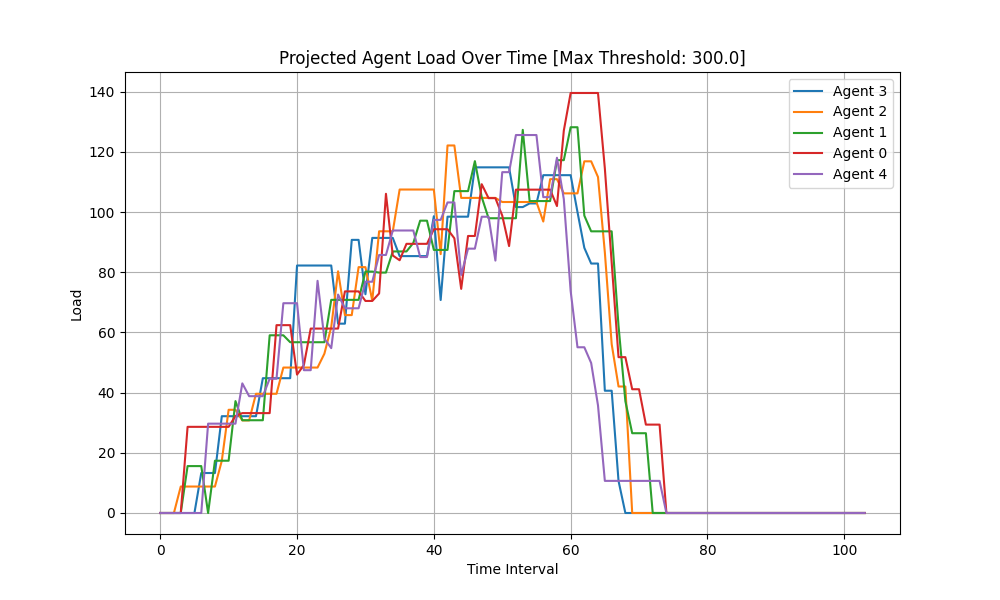 Projected Agent Load Over Time [Max Threshold: 300.0]
Load
140
120
100
80
60
40
20
0
Agent 3
Agent 2
Agent 1
Agent 0
Agent 4
0 20 40 60 80 100
Time Interval